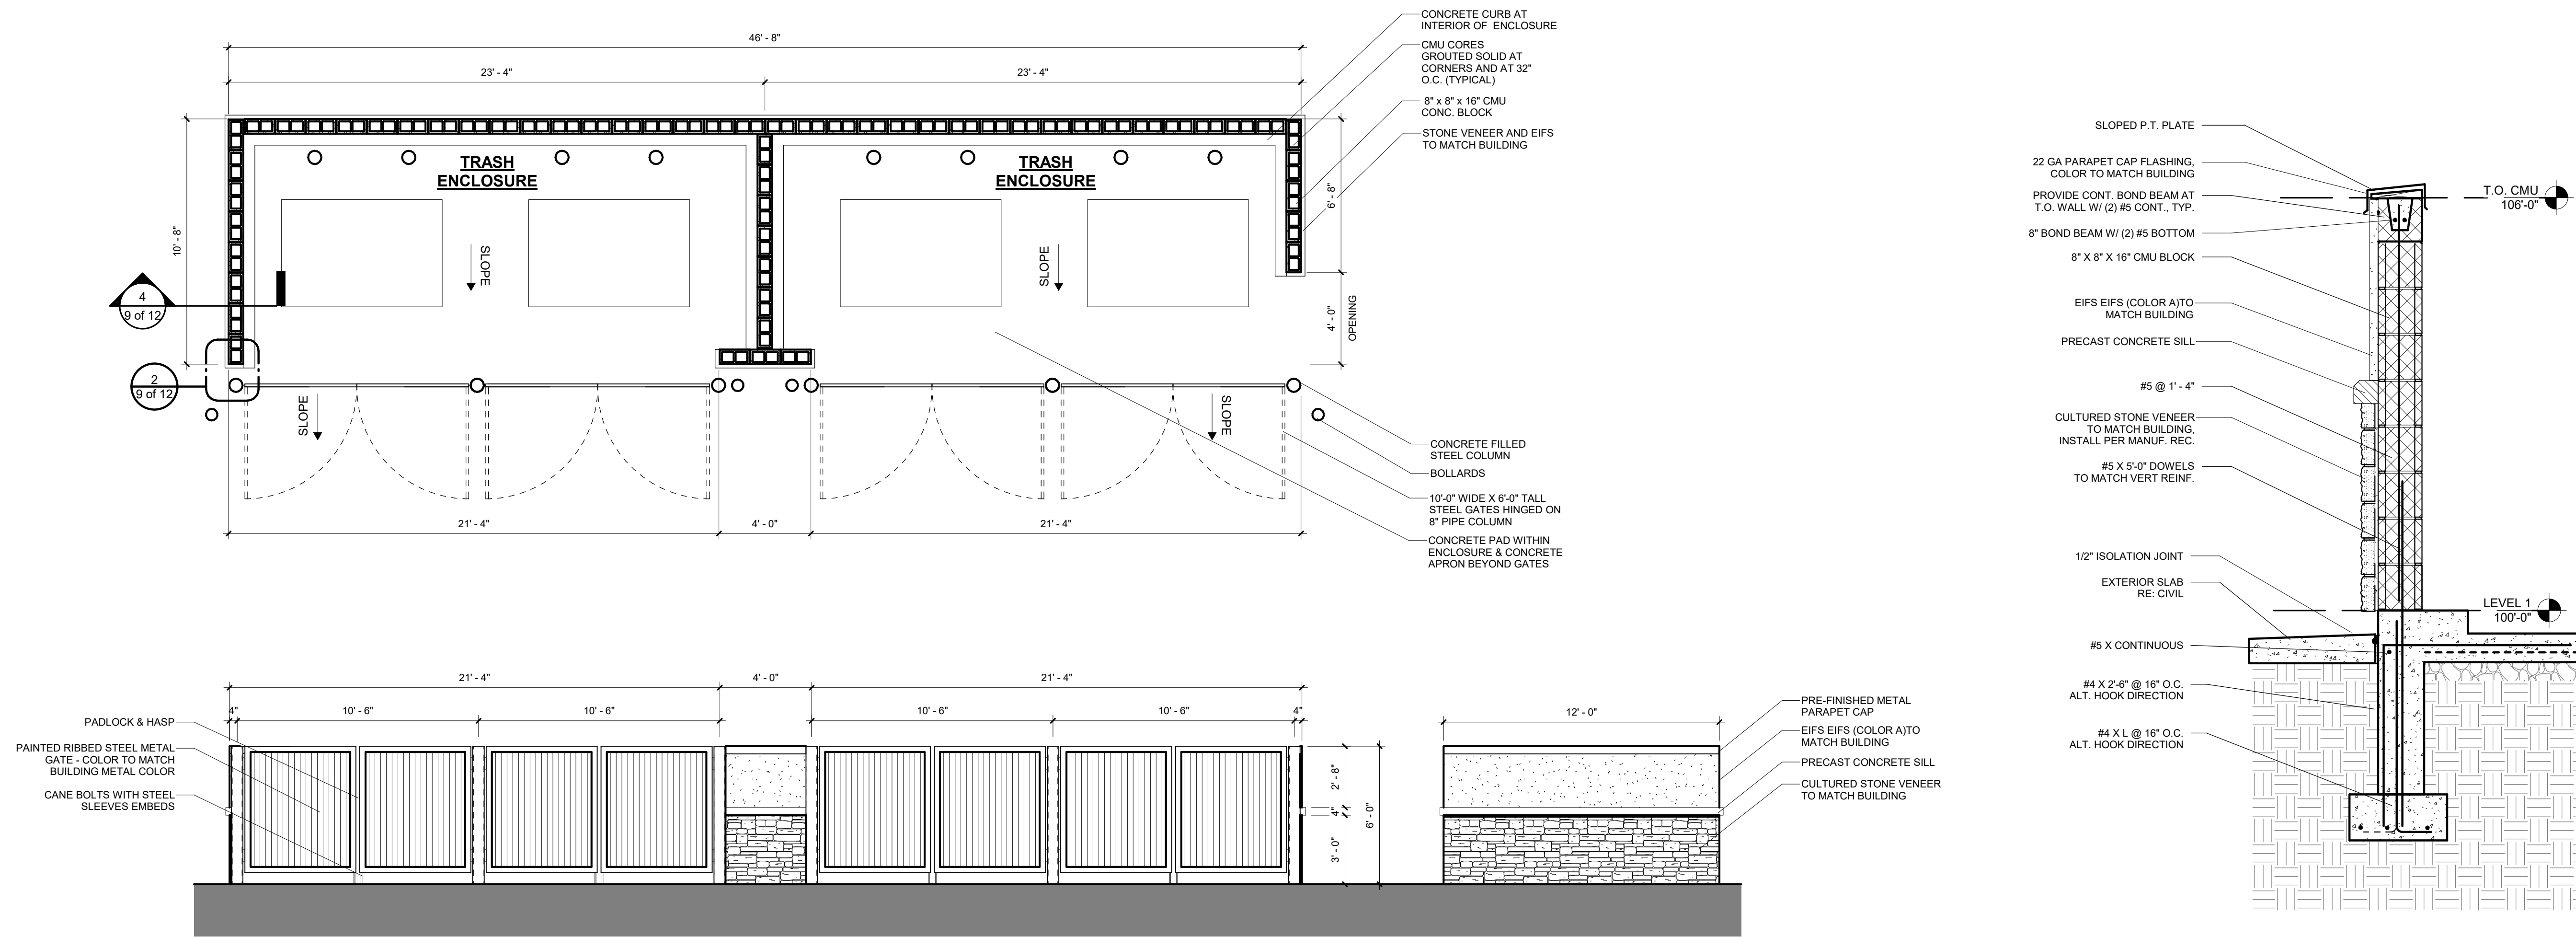 46' - 8"
23' - 4"
23' - 4"
10' - 8"
TRASH
ENCLOSURE
TRASH
ENCLOSURE
SLOPE
SLOPE
6' - 8"
4' - 0"
OPENING
4
9 of 12
2
9 of 12
SLOPE
SLOPE
21' - 4"
4' - 0"
21' - 4"
CONCRETE CURB AT
INTERIOR OF ENCLOSURE
CMU CORES
GROUTED SOLID AT
CORNERS AND AT 32"
O.C. (TYPICAL)
8" x 8" x 16" CMU
CONC. BLOCK
STONE VENEER AND EIFS
TO MATCH BUILDING
CONCRETE FILLED
STEEL COLUMN
BOLLARDS
10'-0" WIDE X 6'-0" TALL
STEEL GATES HINGED ON
8" PIPE COLUMN
CONCRETE PAD WITHIN
ENCLOSURE & CONCRETE
APRON BEYOND GATES
21' - 4"
4' - 0"
21' - 4"
4"
10' - 6"
10' - 6"
10' - 6"
10' - 6"
4"
PADLOCK & HASP
PAINTED RIBBED STEEL METAL
GATE - COLOR TO MATCH
BUILDING METAL COLOR
CANE BOLTS WITH STEEL
SLEEVES EMBEDS
2' - 8"
4"
3' - 0"
6' - 0"
12' - 0"
PRE-FINISHED METAL
PARAPET CAP
EIFS EIFS (COLOR A)TO
MATCH BUILDING
PRECAST CONCRETE SILL
CULTURED STONE VENEER
TO MATCH BUILDING
SLOPED P.T. PLATE
22 GA PARAPET CAP FLASHING,
COLOR TO MATCH BUILDING
PROVIDE CONT. BOND BEAM AT
T.O. WALL W/ (2) #5 CONT., TYP.
8" BOND BEAM W/ (2) #5 BOTTOM
8" X 8" X 16" CMU BLOCK
EIFS EIFS (COLOR A)TO
MATCH BUILDING
PRECAST CONCRETE SILL
#5 @ 1' - 4"
CULTURED STONE VENEER
TO MATCH BUILDING,
INSTALL PER MANUF. REC.
#5 X 5'-0" DOWELS
TO MATCH VERT REINF.
1/2" ISOLATION JOINT
EXTERIOR SLAB
RE: CIVIL
#5 X CONTINUOUS
#4 X 2'-6" @ 16" O.C.
ALT. HOOK DIRECTION
#4 X L @ 16" O.C.
ALT. HOOK DIRECTION
T.O. CMU
106'-0"
LEVEL 1
100'-0"